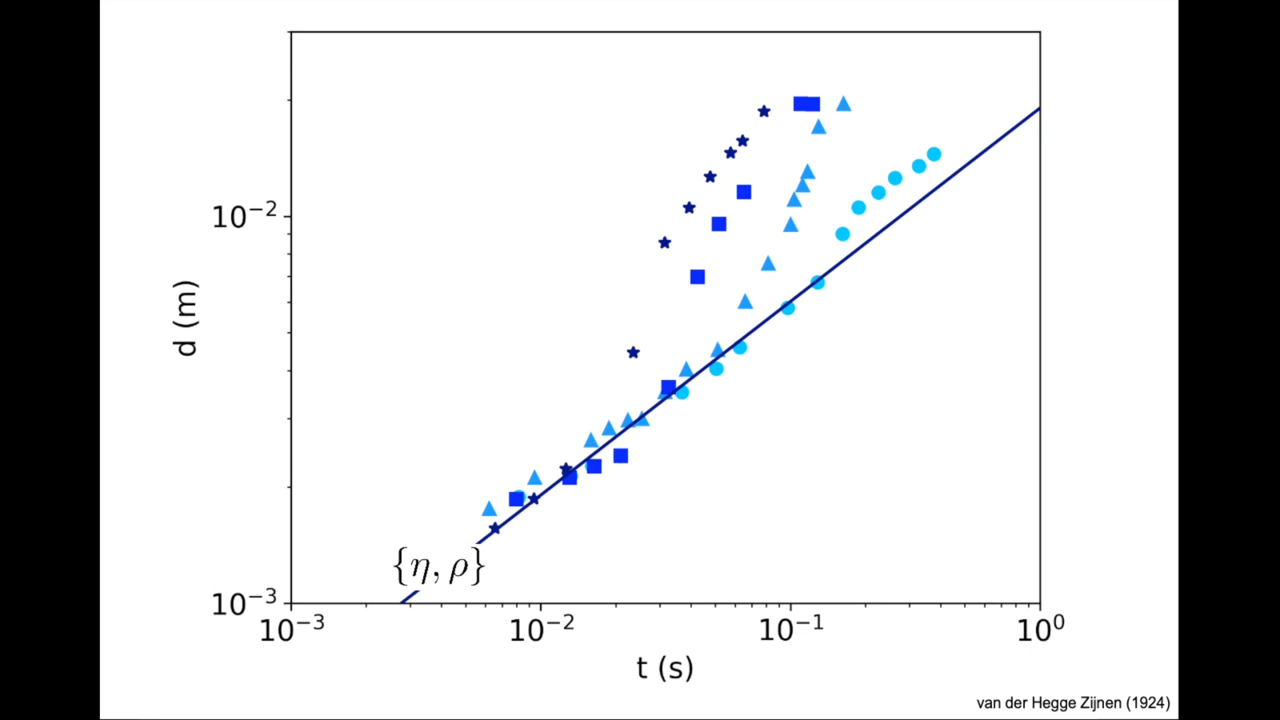 10⁻²
d (m)
{η, ρ}
10⁻³
10⁻³ 10⁻² 10⁻¹ 10⁰
t (s)
van der Hegge Zijnen (1924)